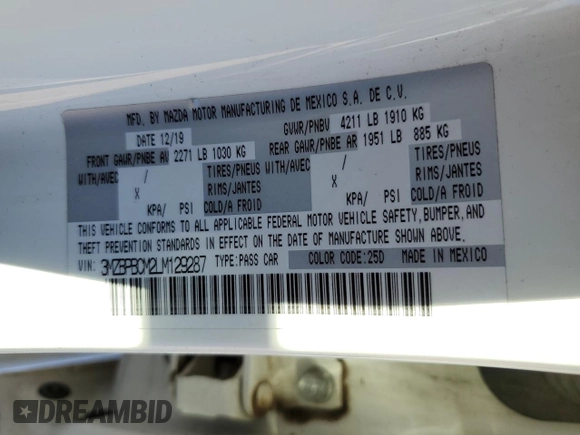 MFD. BY MAZDA MOTOR MANUFACTURING DE MEXICO S.A. DE C.V.
DATE 12/19 GVWR/PNBV 4211 LB 1910 KG
FRONT GAWR/PNBE AV 2271 LB 1030 KG REAR GAWR/PNBE AR 1951 LB 885 KG
WITH/AVEC / TIRES/PNEUS WITH/AVEC / TIRES/PNEUS
X RIMS/JANTES X RIMS/JANTES
KPA/ PSI COLD/A FROID KPA/ PSI COLD/A FROID
THIS VEHICLE CONFORMS TO ALL APPLICABLE FEDERAL MOTOR VEHICLE SAFETY, BUMPER, AND
THEFT PREVENTION STANDARDS IN EFFECT ON THE DATE OF MANUFACTURE SHOWN ABOVE.
VIN: 3MZBPBCM2LM129287 TYPE: PASS CAR COLOR CODE: 25D MADE IN MEXICO
DREAMBID